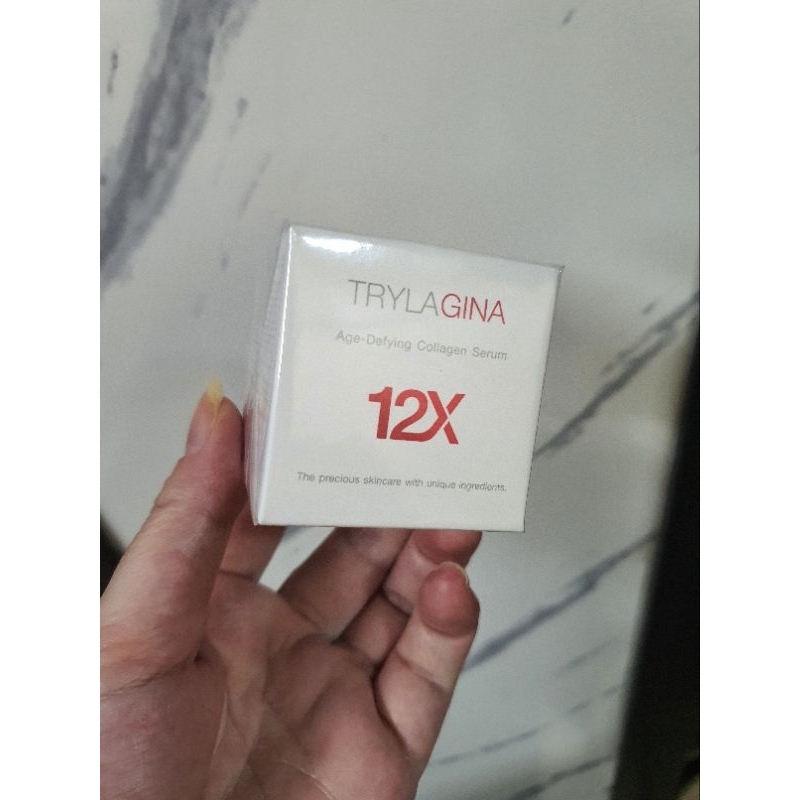 TRYLAGINA
Age-Defying Collagen Serum
12X
The precious skincare with unique ingredients.